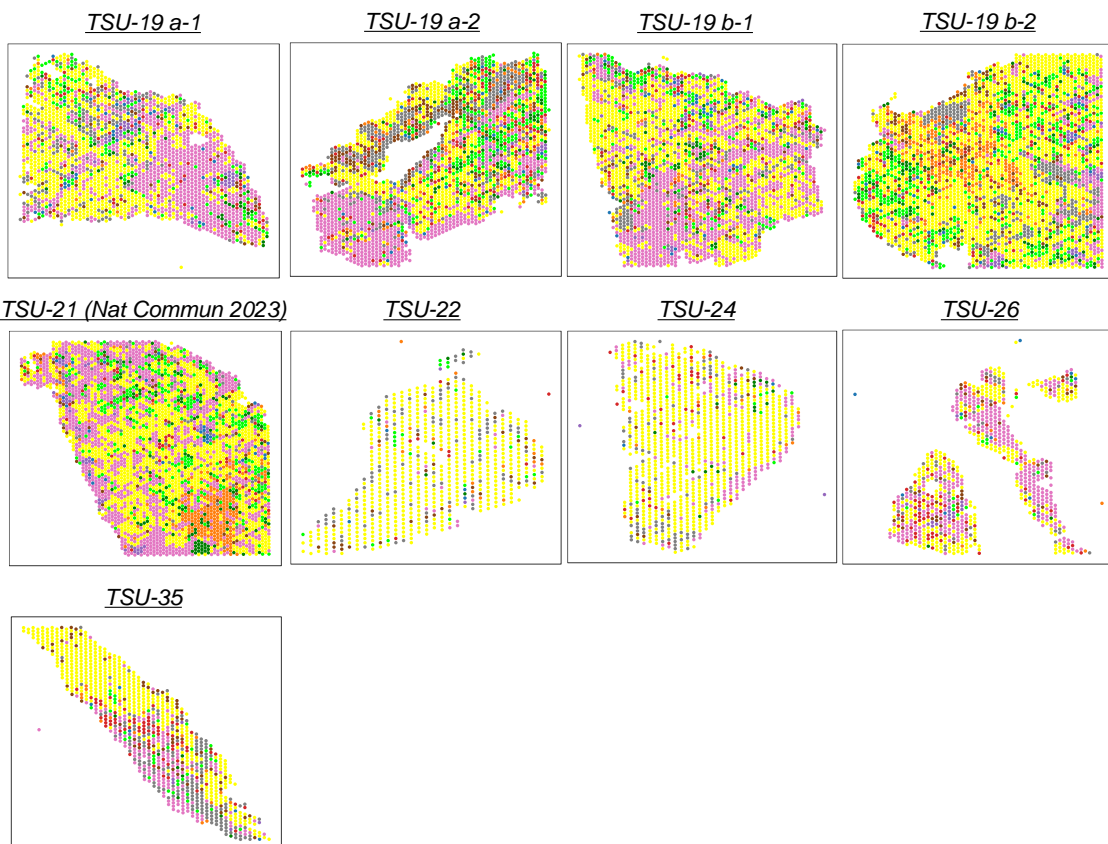 TSU-19 a-1
TSU-19 a-2
TSU-19 b-1
TSU-19 b-2
TSU-21 (Nat Commun 2023)
TSU-22
TSU-24
TSU-26
TSU-35